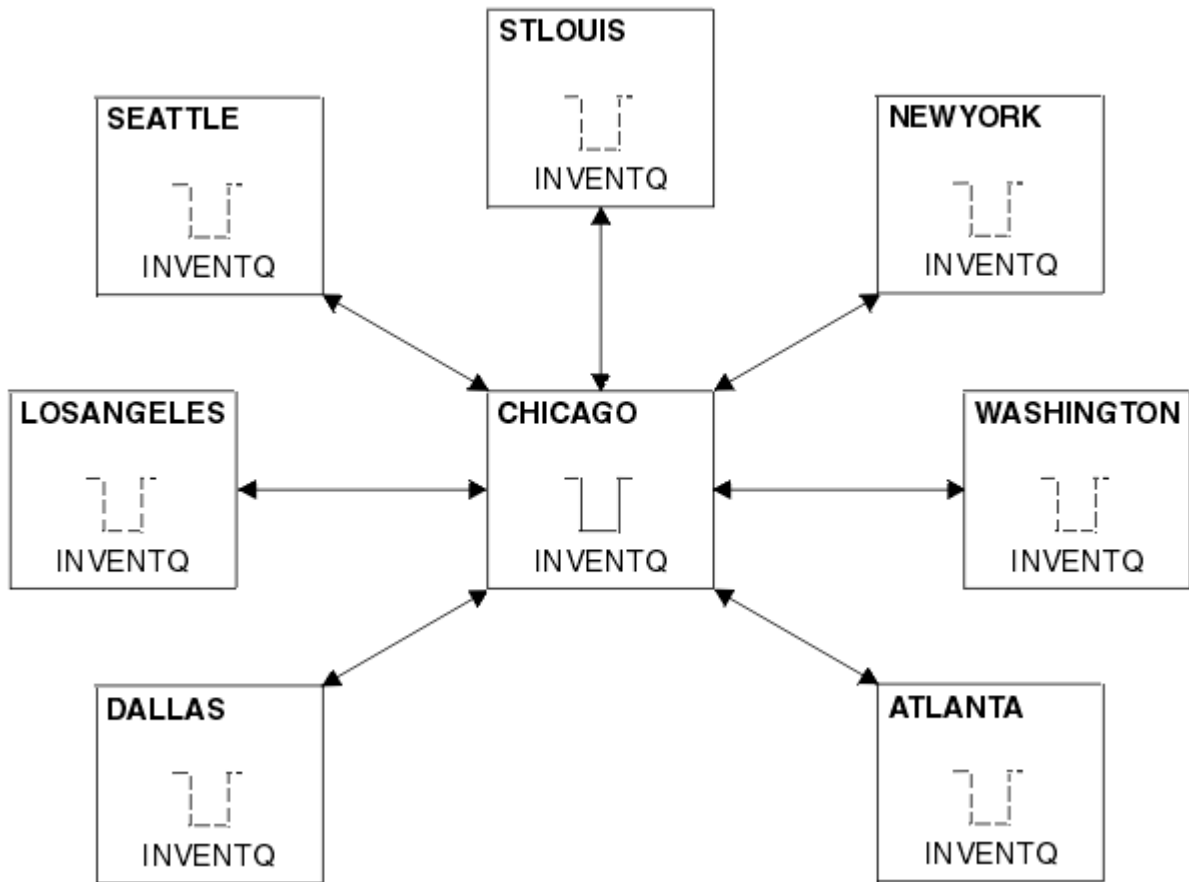 STLOUIS
INVENTQ
SEATTLE
INVENTQ
NEWYORK
INVENTQ
LOSANGELES
INVENTQ
CHICAGO
INVENTQ
WASHINGTON
INVENTQ
DALLAS
INVENTQ
ATLANTA
INVENTQ